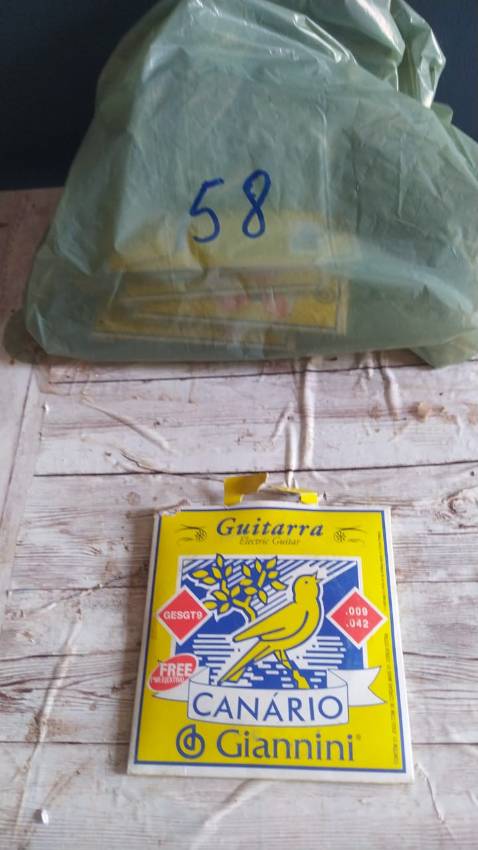 58
Guitarra
Electric Guitar
GESGT9
.009
.042
FREE
CANÁRIO
Giannini®